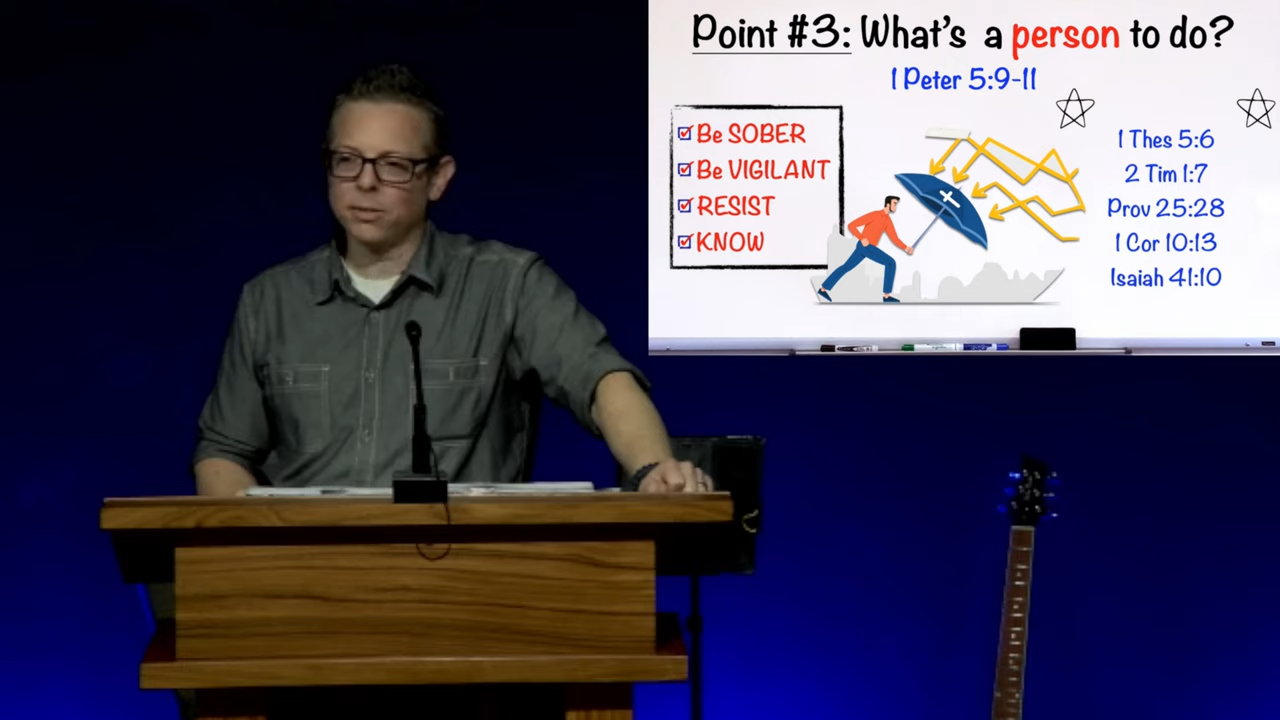 Point #3: What's a person to do?
1 Peter 5:9-11
Be SOBER
Be VIGILANT
RESIST
KNOW
1 Thes 5:6
2 Tim 1:7
Prov 25:28
1 Cor 10:13
Isaiah 41:10